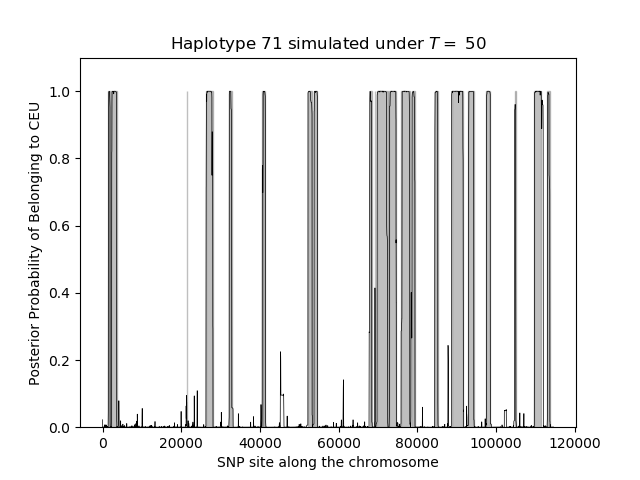 Haplotype 71 simulated under T = 50
Posterior Probability of Belonging to CEU
1.0
0.8
0.6
0.4
0.2
0.0
0 20000 40000 60000 80000 100000 120000
SNP site along the chromosome